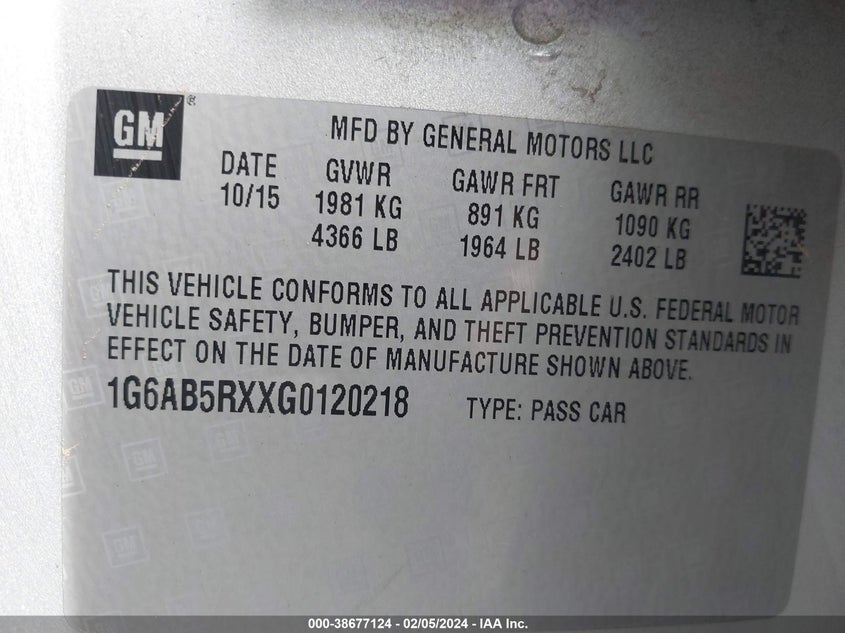 GM®
MFD BY GENERAL MOTORS LLC
DATE GVWR GAWR FRT GAWR RR
10/15 1981 KG 891 KG 1090 KG
4366 LB 1964 LB 2402 LB
THIS VEHICLE CONFORMS TO ALL APPLICABLE U.S. FEDERAL MOTOR
VEHICLE SAFETY, BUMPER, AND THEFT PREVENTION STANDARDS IN
EFFECT ON THE DATE OF MANUFACTURE SHOWN ABOVE.
1G6AB5RXXG0120218 TYPE: PASS CAR
000-38677124 - 02/05/2024 - IAA Inc.